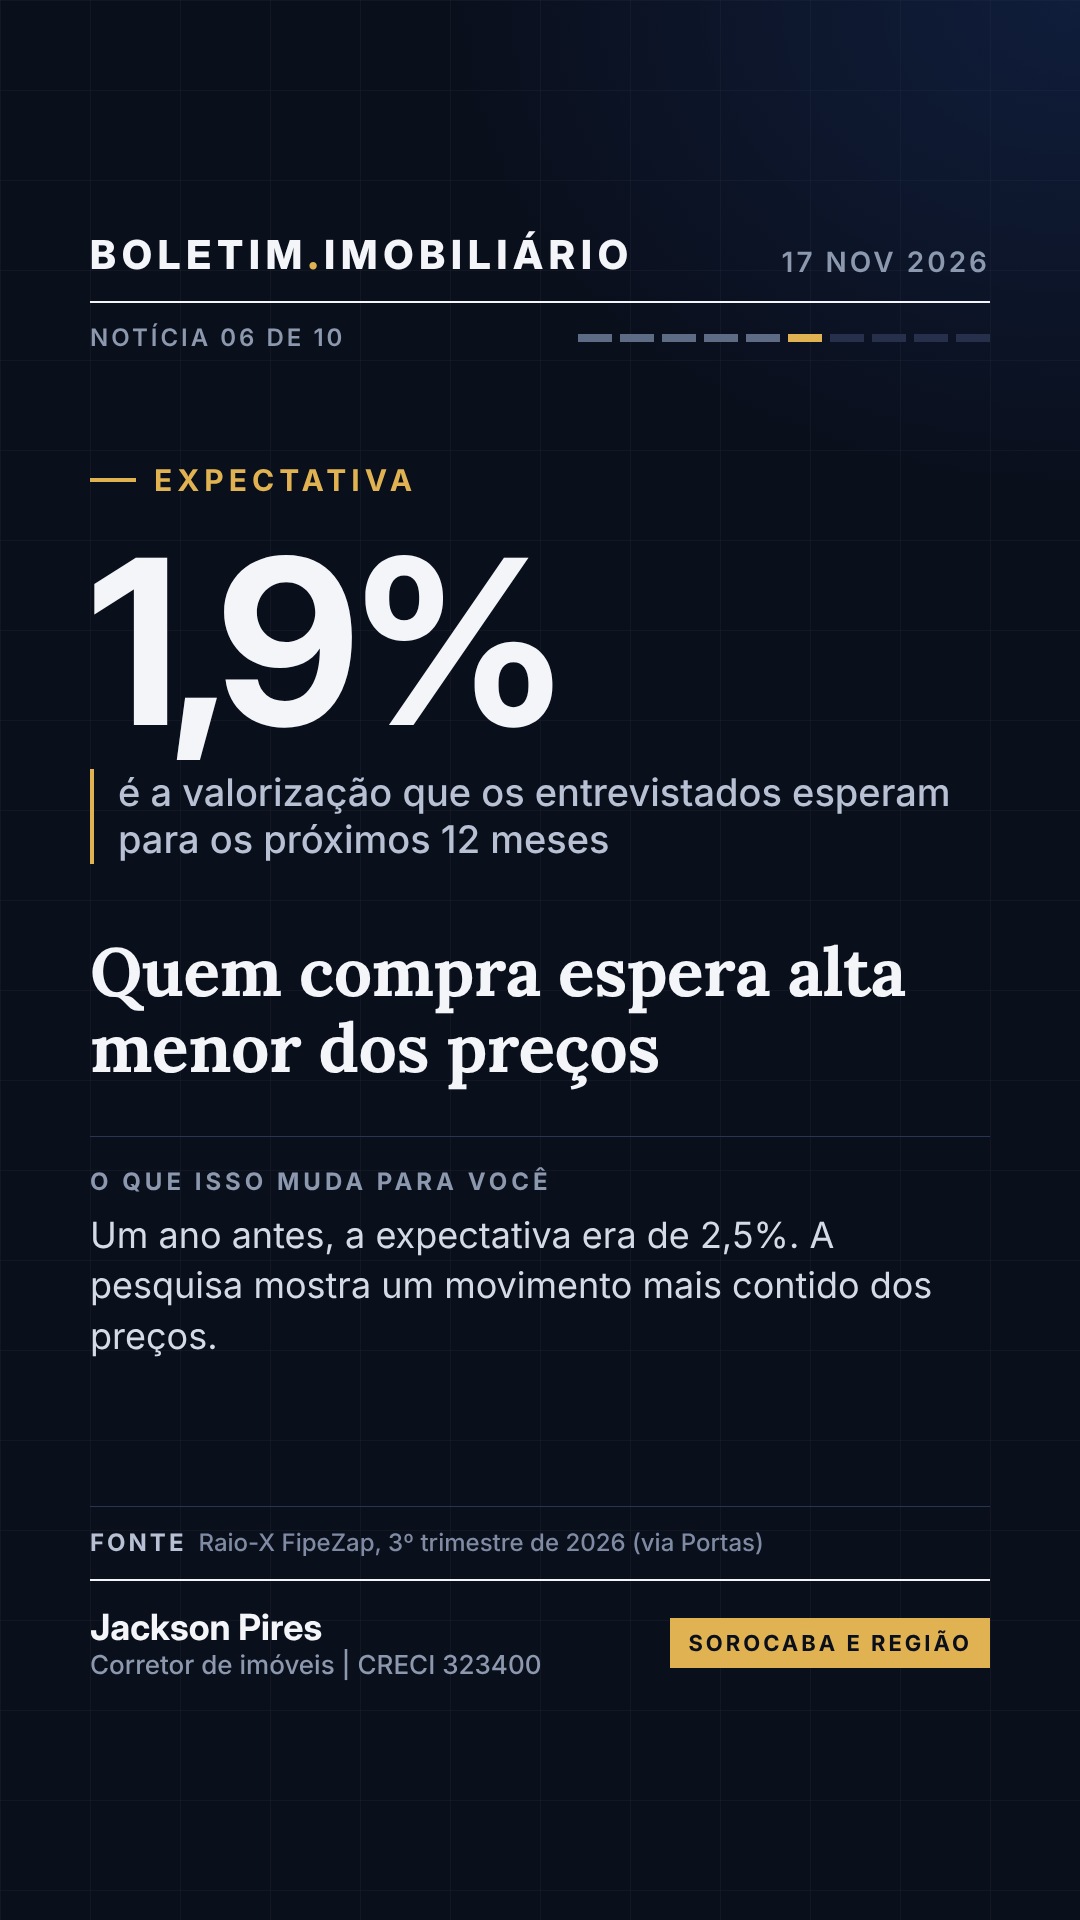 BOLETIM.IMOBILIÁRIO
17 NOV 2026
NOTÍCIA 06 DE 10
EXPECTATIVA
1,9%
é a valorização que os entrevistados esperam
para os próximos 12 meses
Quem compra espera alta
menor dos preços
O QUE ISSO MUDA PARA VOCÊ
Um ano antes, a expectativa era de 2,5%. A
pesquisa mostra um movimento mais contido dos
preços.
FONTE Raio-X FipeZap, 3º trimestre de 2026 (via Portas)
Jackson Pires
Corretor de imóveis | CRECI 323400
SOROCABA E REGIÃO